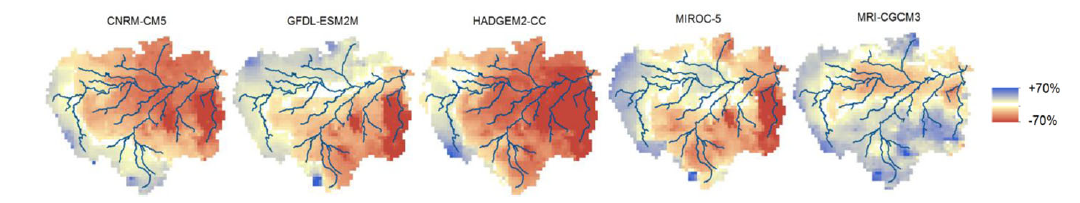 CNRM-CM5
GFDL-ESM2M
HADGEM2-CC
MIROC-5
MRI-CGCM3
+70%
-70%